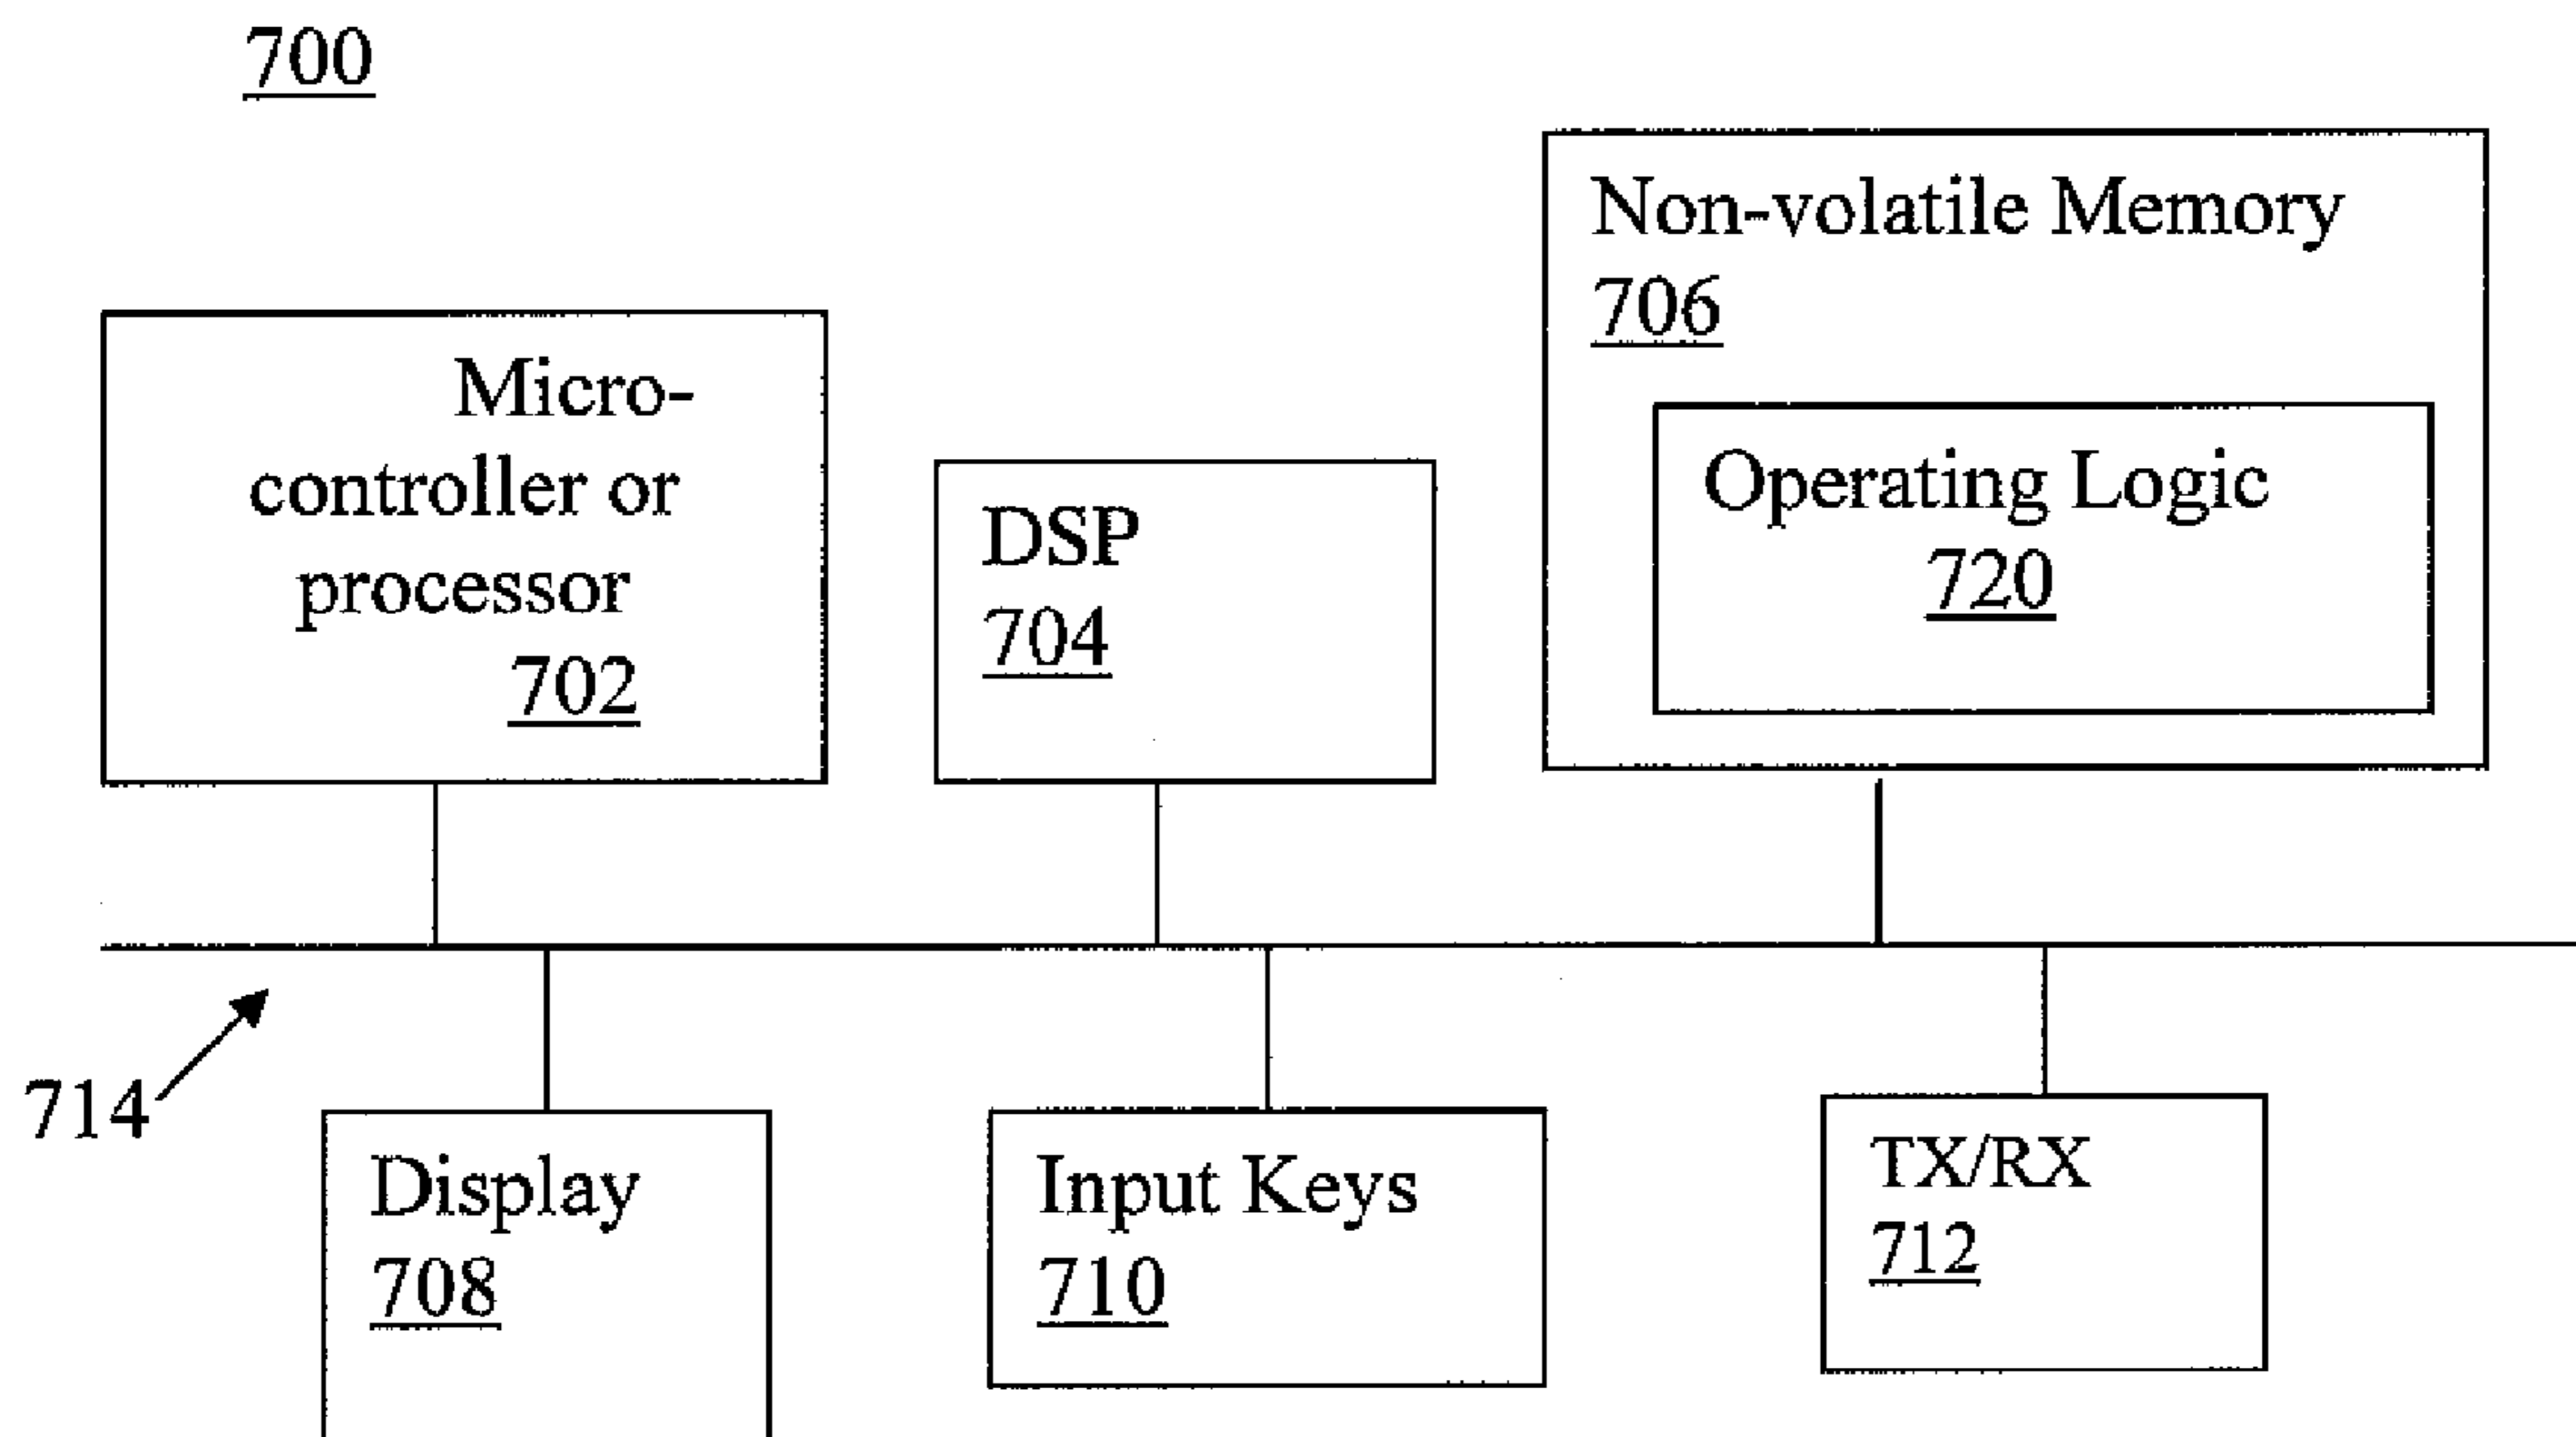 700
Non-volatile Memory
706
Micro-
controller or
processor
702
DSP
704
Operating Logic
720
714
Display
708
Input Keys
710
TX/RX
712